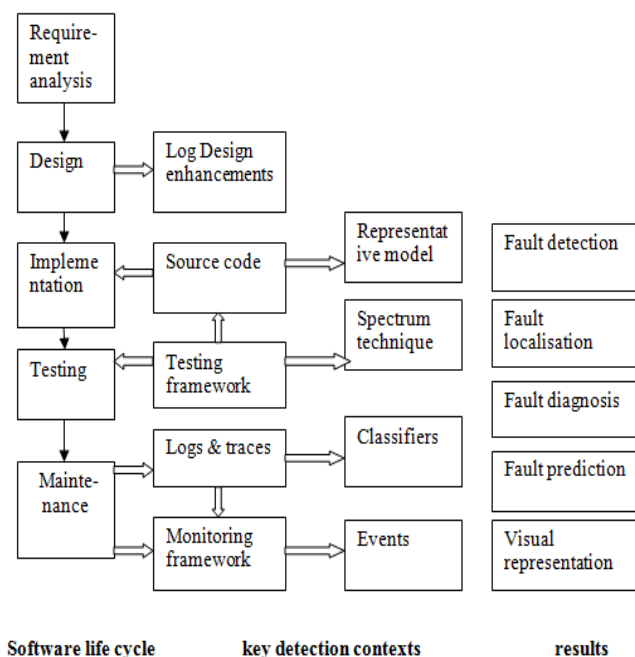 Require-
ment
analysis
Design
Log Design
enhancements
Impleme
ntation
Source code
Representat
ive model
Fault detection
Testing
Testing
framework
Spectrum
technique
Fault
localisation
Fault diagnosis
Mainte-
nance
Logs & traces
Classifiers
Fault prediction
Monitoring
framework
Events
Visual
representation
Software life cycle
key detection contexts
results